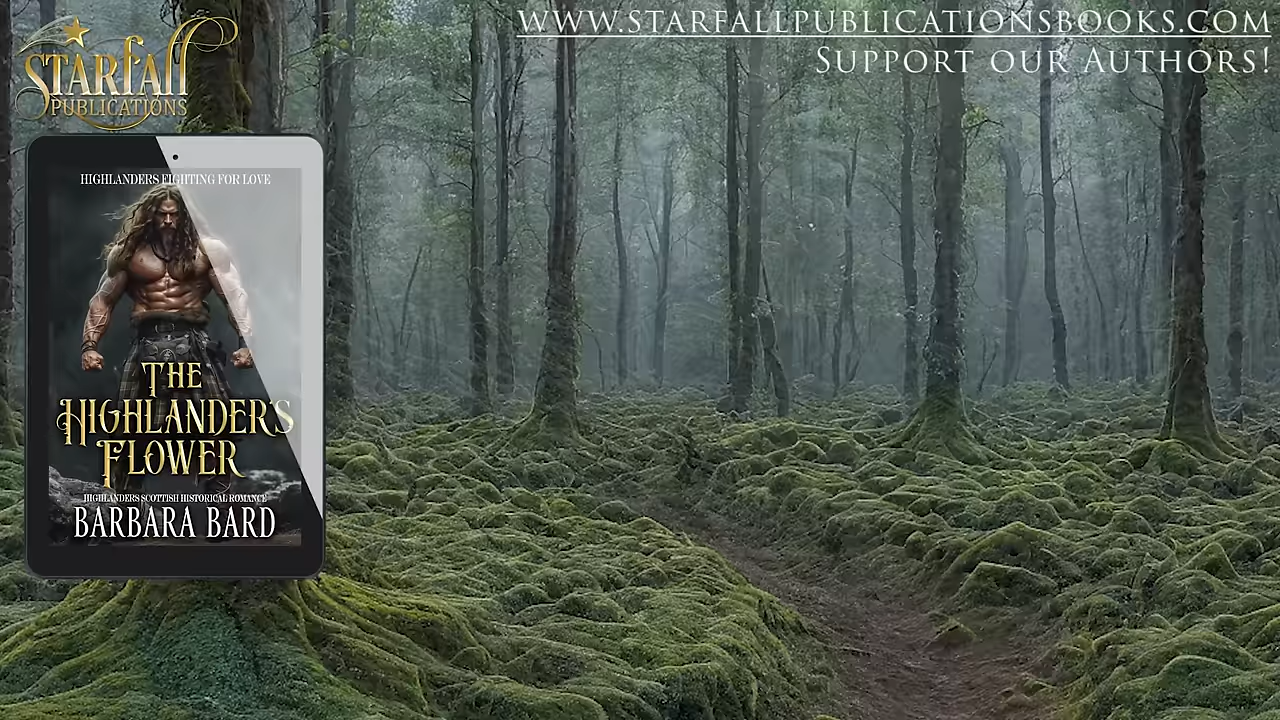 WWW.STARFALLPUBLICATIONSBOOKS.COM
SUPPORT OUR AUTHORS!
STARFALL
PUBLICATIONS
HIGHLANDERS FIGHTING FOR LOVE
THE
HIGHLANDER'S
FLOWER
HIGHLANDERS SCOTTISH HISTORICAL ROMANCE
BARBARA BARD